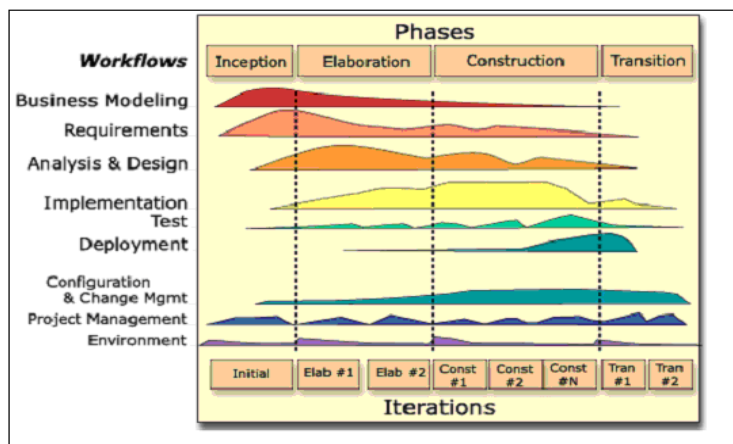 Phases
Workflows
Inception
Elaboration
Construction
Transition
Business Modeling
Requirements
Analysis & Design
Implementation
Test
Deployment
Configuration
& Change Mgmt
Project Management
Environment
Initial
Elab #1
Elab #2
Const
#1
Const
#2
Const
#N
Tran
#1
Tran
#2
Iterations